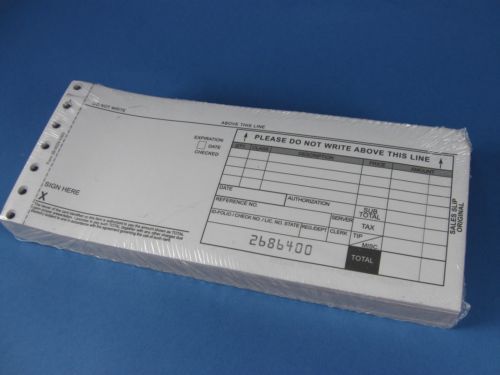 DO NOT WRITE ABOVE THIS LINE
EXPIRATION
DATE
CHECKED
SIGN HERE
X
PLEASE DO NOT WRITE ABOVE THIS LINE
QTY. CLASS DESCRIPTION PRICE AMOUNT
DATE AUTHORIZATION SUB TOTAL
REFERENCE NO. SERVER TAX
ID-FOLIO / CHECK NO. / LIC. NO. STATE REG./DEPT. CLERK TIP
MISC.
2686400 TOTAL
SALES SLIP
ORIGINAL